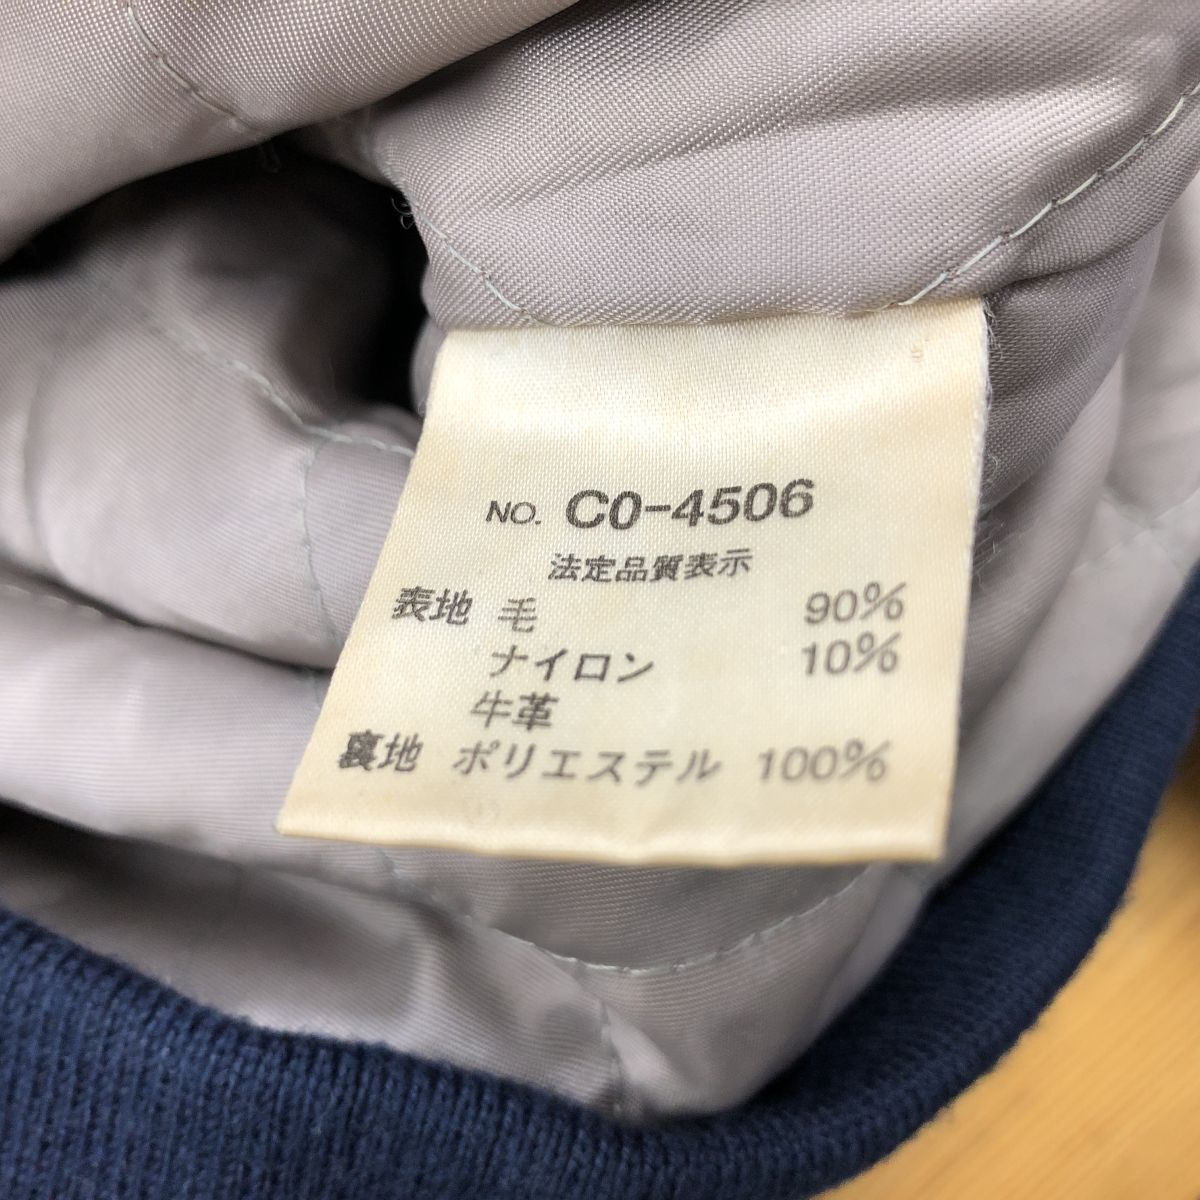 NO. CO-4506
法定品質表示
表地 毛 90%
ナイロン 10%
牛革
裏地 ポリエステル 100%